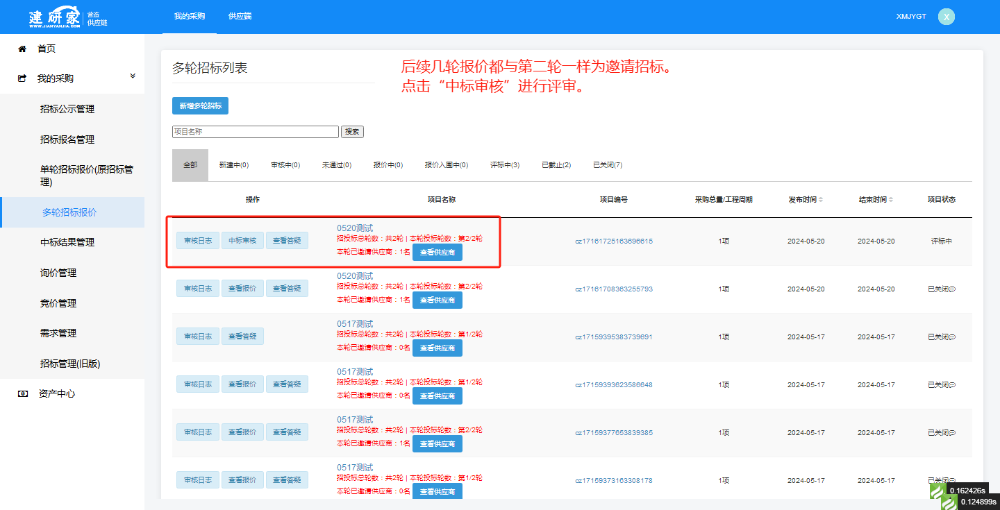 建研家
WWW.JIANYANJIA.COM
营造
供应链
我的采购
供应端
XMJYGT
X
首页
我的采购
招标公示管理
招标报名管理
单轮招标报价(原招标管
理)
多轮招标报价
中标结果管理
询价管理
竞价管理
需求管理
招标管理(旧版)
资产中心
多轮招标列表
后续几轮报价都与第二轮一样为邀请招标。
点击“中标审核”进行评审。
新增多轮招标
项目名称 搜索
全部 新建中(0) 审核中(0) 未通过(0) 报价中(0) 报价入围中(0) 评标中(3) 已截止(2) 已关闭(7)
操作 项目名称 项目编号 采购总量/工程周期 发布时间 结束时间 项目状态
0520测试
招投标总轮数：共2轮 | 本轮投标轮数：第2/2轮
审核日志 中标审核 查看答疑 cz17161725163696615 1项 2024-05-20 2024-05-20 评标中
本轮已邀请供应商：1名 查看供应商
0520测试
招投标总轮数：共2轮 | 本轮投标轮数：第2/2轮
审核日志 查看报价 查看答疑 cz17161708363255793 1项 2024-05-20 2024-05-20 已关闭
本轮已邀请供应商：1名 查看供应商
0517测试
招投标总轮数：共2轮 | 本轮投标轮数：第1/2轮
审核日志 查看答疑 cz17159395383739691 1项 2024-05-17 2024-05-17 已关闭
本轮已邀请供应商：0名 查看供应商
0517测试
招投标总轮数：共2轮 | 本轮投标轮数：第1/2轮
审核日志 查看报价 查看答疑 cz17159393623586648 1项 2024-05-17 2024-05-17 已关闭
本轮已邀请供应商：0名 查看供应商
0517测试
招投标总轮数：共2轮 | 本轮投标轮数：第2/2轮
审核日志 查看报价 查看答疑 cz17159377653839385 1项 2024-05-17 2024-05-17 已关闭
本轮已邀请供应商：1名 查看供应商
0517测试
招投标总轮数：共2轮 | 本轮投标轮数：第1/2轮
审核日志 查看报价 查看答疑 cz17159373163308178 1项 2024-05-17 2024-05-17 已关闭
本轮已邀请供应商：0名 查看供应商
0.162426s
0.124899s